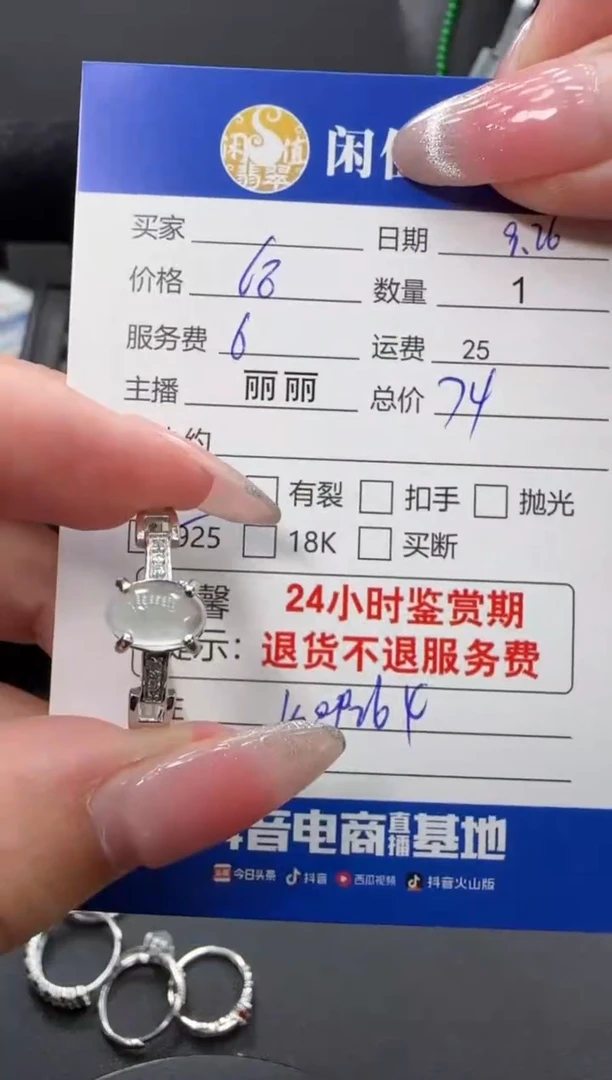 闲值
翡翠
闲
买家 日期 9.26
价格 68 数量 1
服务费 6 运费 25
主播 丽丽 总价 74
约
有裂 扣手 抛光
925 18K 买断
馨 24小时鉴赏期
示: 退货不退服务费
音电商直播基地
今日头条 抖音 西瓜视频 抖音火山版